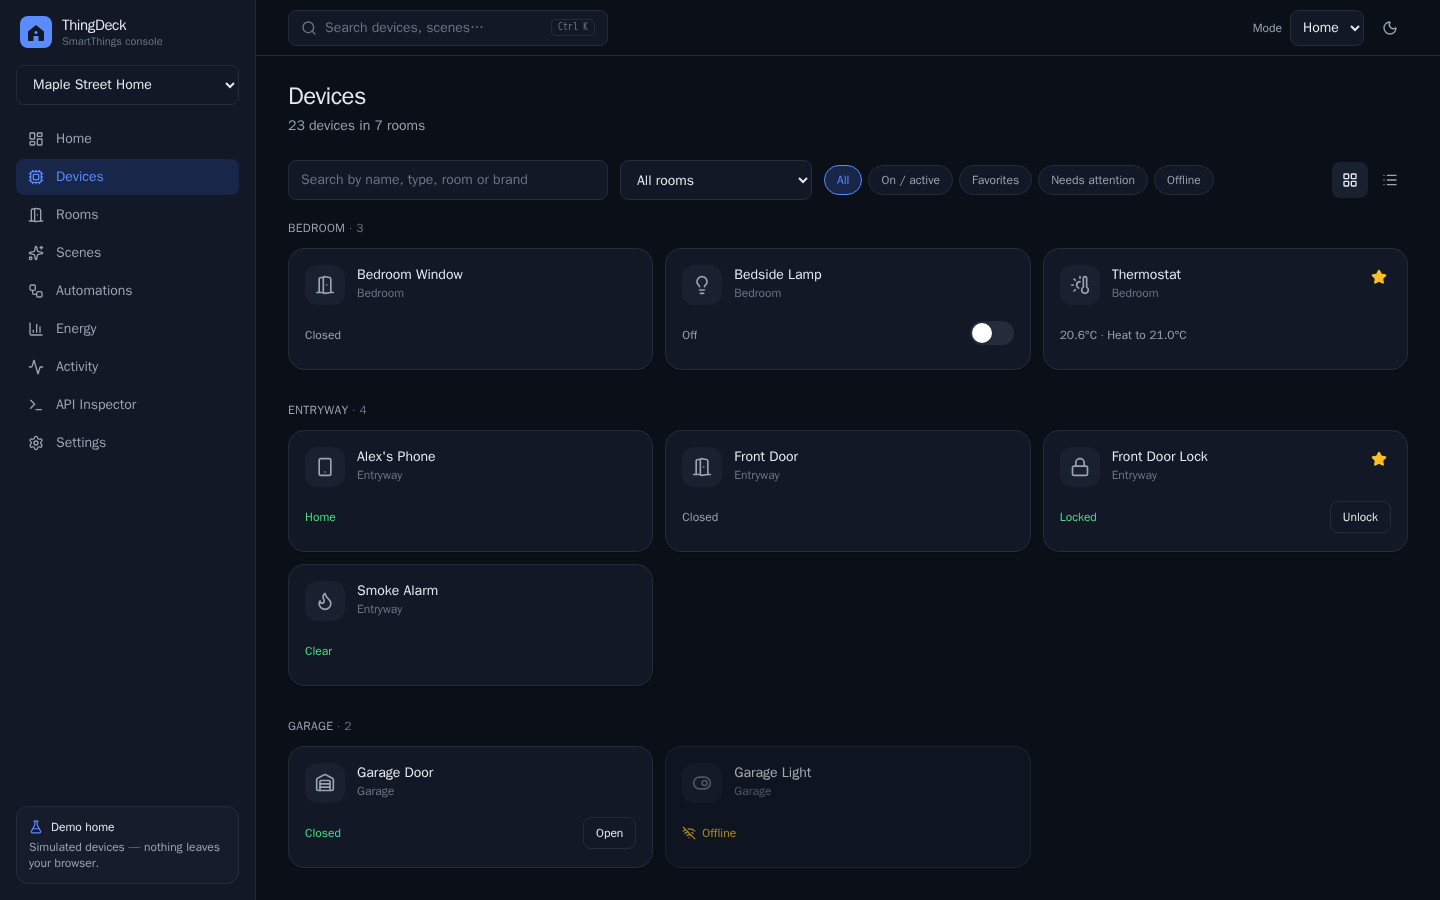 ThingDeck
SmartThings console
Maple Street Home
Home
Devices
Rooms
Scenes
Automations
Energy
Activity
API Inspector
Settings
Demo home
Simulated devices — nothing leaves
your browser.
Search devices, scenes…
Ctrl K
Mode
Home
Devices
23 devices in 7 rooms
Search by name, type, room or brand
All rooms
All
On / active
Favorites
Needs attention
Offline
BEDROOM · 3
Bedroom Window
Bedroom
Closed
Bedside Lamp
Bedroom
Off
Thermostat
Bedroom
20.6°C · Heat to 21.0°C
ENTRYWAY · 4
Alex's Phone
Entryway
Home
Front Door
Entryway
Closed
Front Door Lock
Entryway
Locked
Unlock
Smoke Alarm
Entryway
Clear
GARAGE · 2
Garage Door
Garage
Closed
Open
Garage Light
Garage
Offline